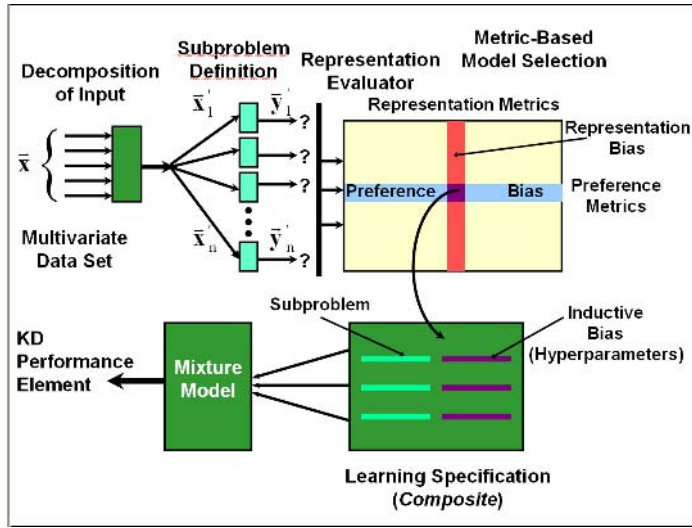 Decomposition
of Input
Subproblem
Definition
Representation
Evaluator
Metric-Based
Model Selection
x̄ {
x̄'1
ȳ'1
?
?
?
x̄'n
ȳ'n
?
Multivariate
Data Set
Representation Metrics
Representation
Bias
Preference Bias
Preference
Metrics
Subproblem
Inductive
Bias
(Hyperparameters)
KD
Performance
Element
Mixture
Model
Learning Specification
(Composite)